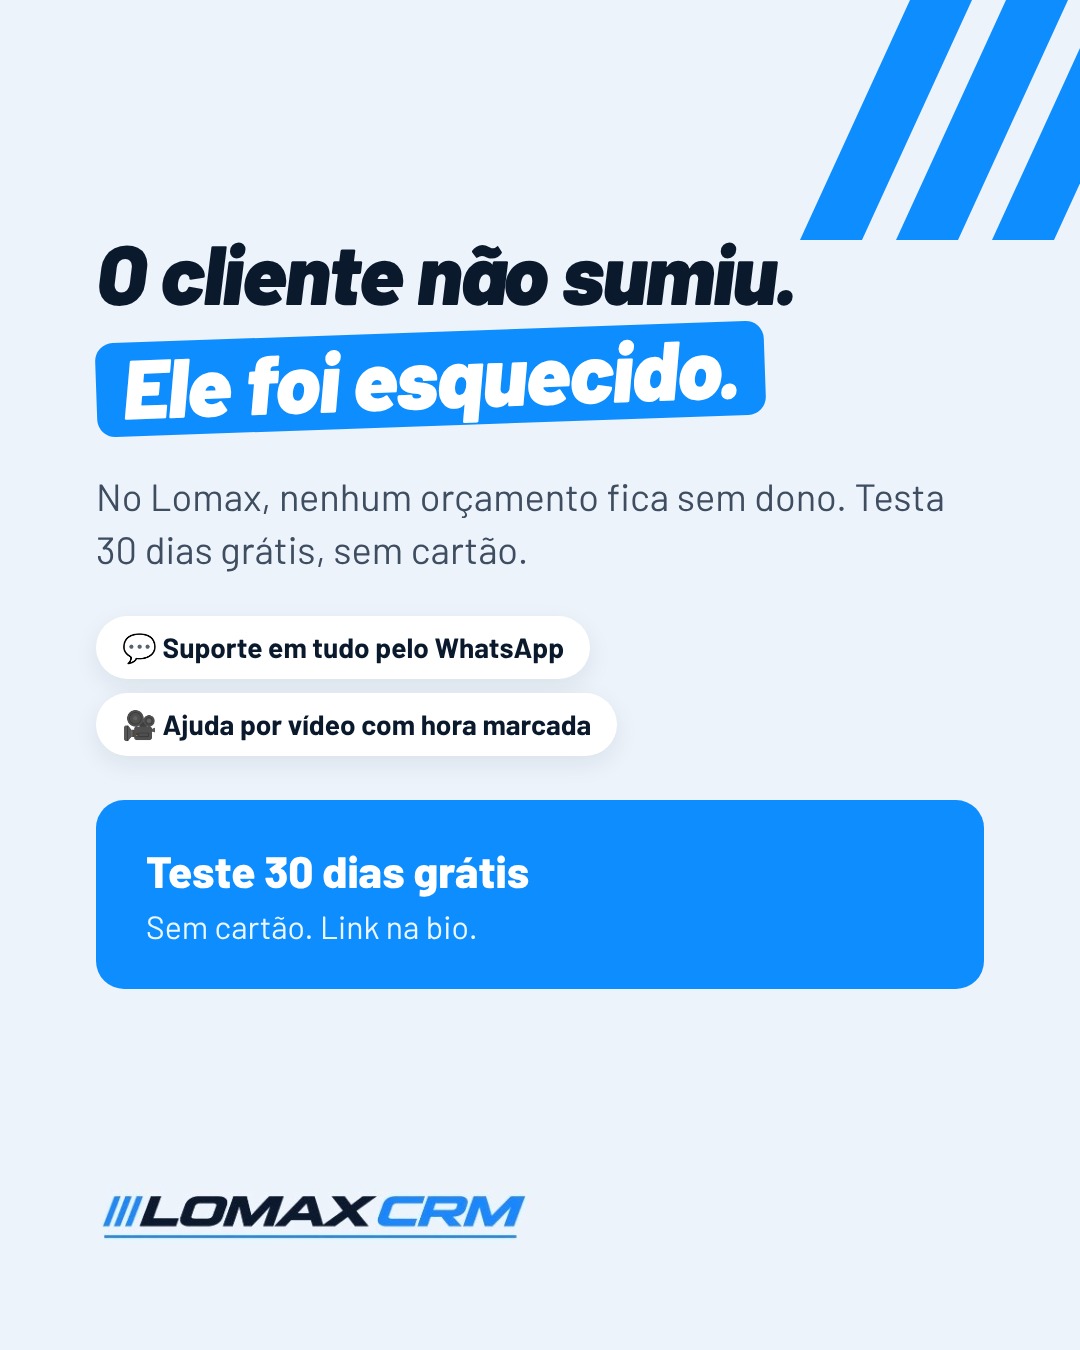 O cliente não sumiu.
Ele foi esquecido.
No Lomax, nenhum orçamento fica sem dono. Testa
30 dias grátis, sem cartão.
💬 Suporte em tudo pelo WhatsApp
🎥 Ajuda por vídeo com hora marcada
Teste 30 dias grátis
Sem cartão. Link na bio.
LOMAX CRM